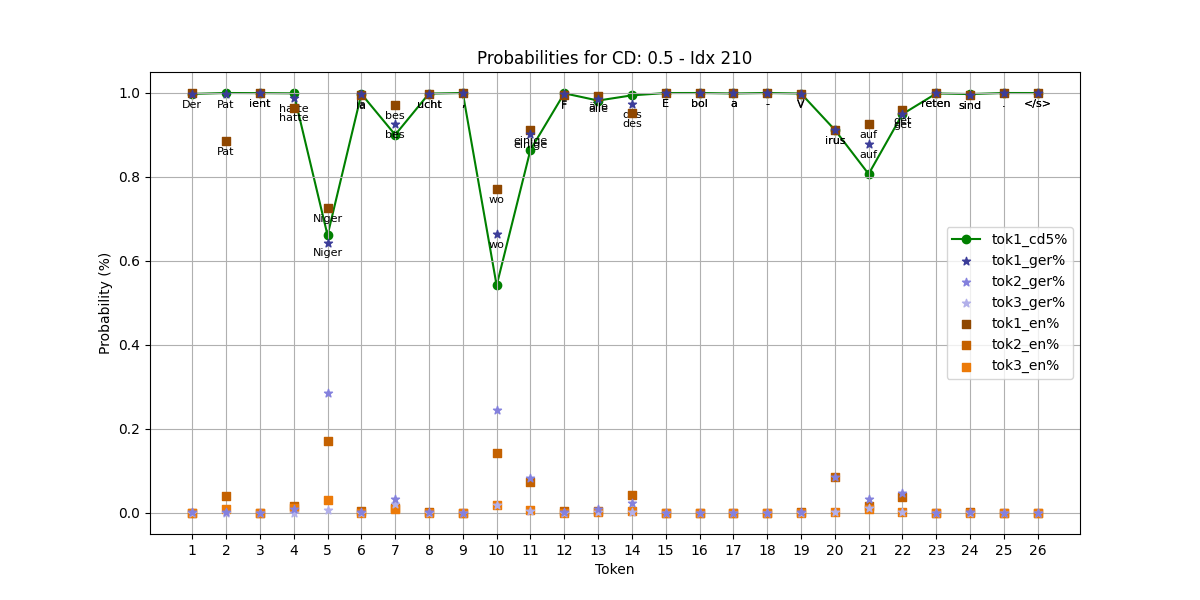 Probabilities for CD: 0.5 - Idx 210
Probability (%)
1.0
0.8
0.6
0.4
0.2
0.0
Der
Pat
Pat
ient
hatte
hatte
Niger
Niger
ia
bes
bes
ucht
,
wo
wo
einige
einige
F
alle
alle
des
des
E
bol
a
-
V
irus
auf
auf
get
get
reten
sind
.
</s>
tok1_cd5%
tok1_ger%
tok2_ger%
tok3_ger%
tok1_en%
tok2_en%
tok3_en%
1 2 3 4 5 6 7 8 9 10 11 12 13 14 15 16 17 18 19 20 21 22 23 24 25 26
Token